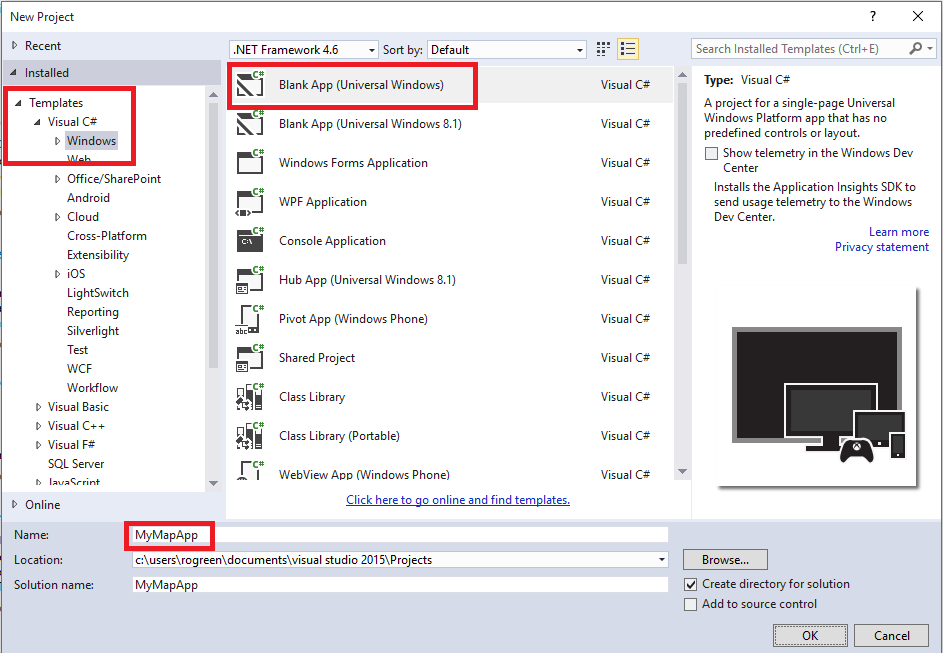 New Project
Recent
.NET Framework 4.6
Sort by:
Default
Search Installed Templates (Ctrl+E)
Installed
Templates
Visual C#
Windows
Web
Office/SharePoint
Android
Cloud
Cross-Platform
Extensibility
iOS
LightSwitch
Reporting
Silverlight
Test
WCF
Workflow
Visual Basic
Visual C++
Visual F#
SQL Server
JavaScript
Online
Blank App (Universal Windows) Visual C#
Blank App (Universal Windows 8.1) Visual C#
Windows Forms Application Visual C#
WPF Application Visual C#
Console Application Visual C#
Hub App (Universal Windows 8.1) Visual C#
Pivot App (Windows Phone) Visual C#
Shared Project Visual C#
Class Library Visual C#
Class Library (Portable) Visual C#
WebView App (Windows Phone) Visual C#
Click here to go online and find templates.
Type: Visual C#
A project for a single-page Universal
Windows Platform app that has no
predefined controls or layout.
Show telemetry in the Windows Dev
Center
Installs the Application Insights SDK to
send usage telemetry to the Windows
Dev Center.
Learn more
Privacy statement
Name: MyMapApp
Location: c:\users\rogreen\documents\visual studio 2015\Projects
Browse...
Solution name: MyMapApp
Create directory for solution
Add to source control
OK
Cancel